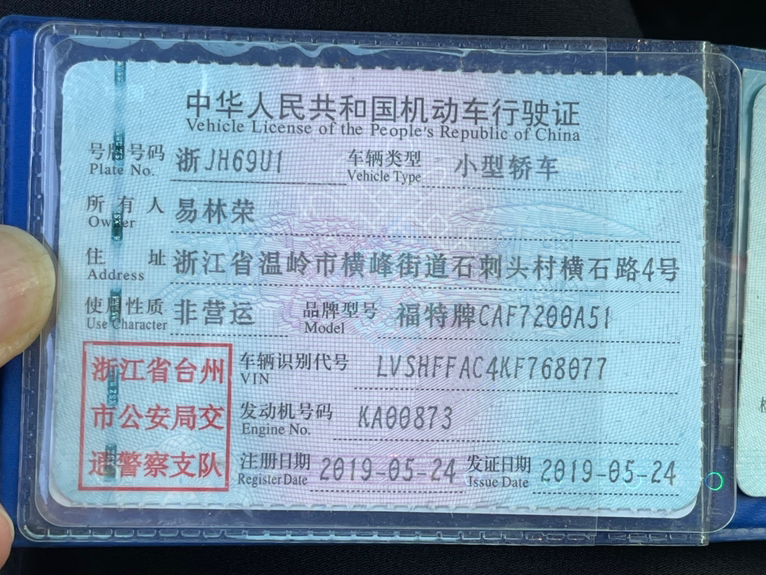 中华人民共和国机动车行驶证
Vehicle License of the People's Republic of China
号牌号码 Plate No. 浙JH69U1 车辆类型 Vehicle Type 小型轿车
所有人 Owner 易林荣
住址 Address 浙江省温岭市横峰街道石刺头村横石路4号
使用性质 Use Character 非营运 品牌型号 Model 福特牌CAF7200A51
车辆识别代号 VIN LVSHFFAC4KF768077
发动机号码 Engine No. KA00873
注册日期 Register Date 2019-05-24 发证日期 Issue Date 2019-05-24
浙江省台州
市公安局交
通警察支队